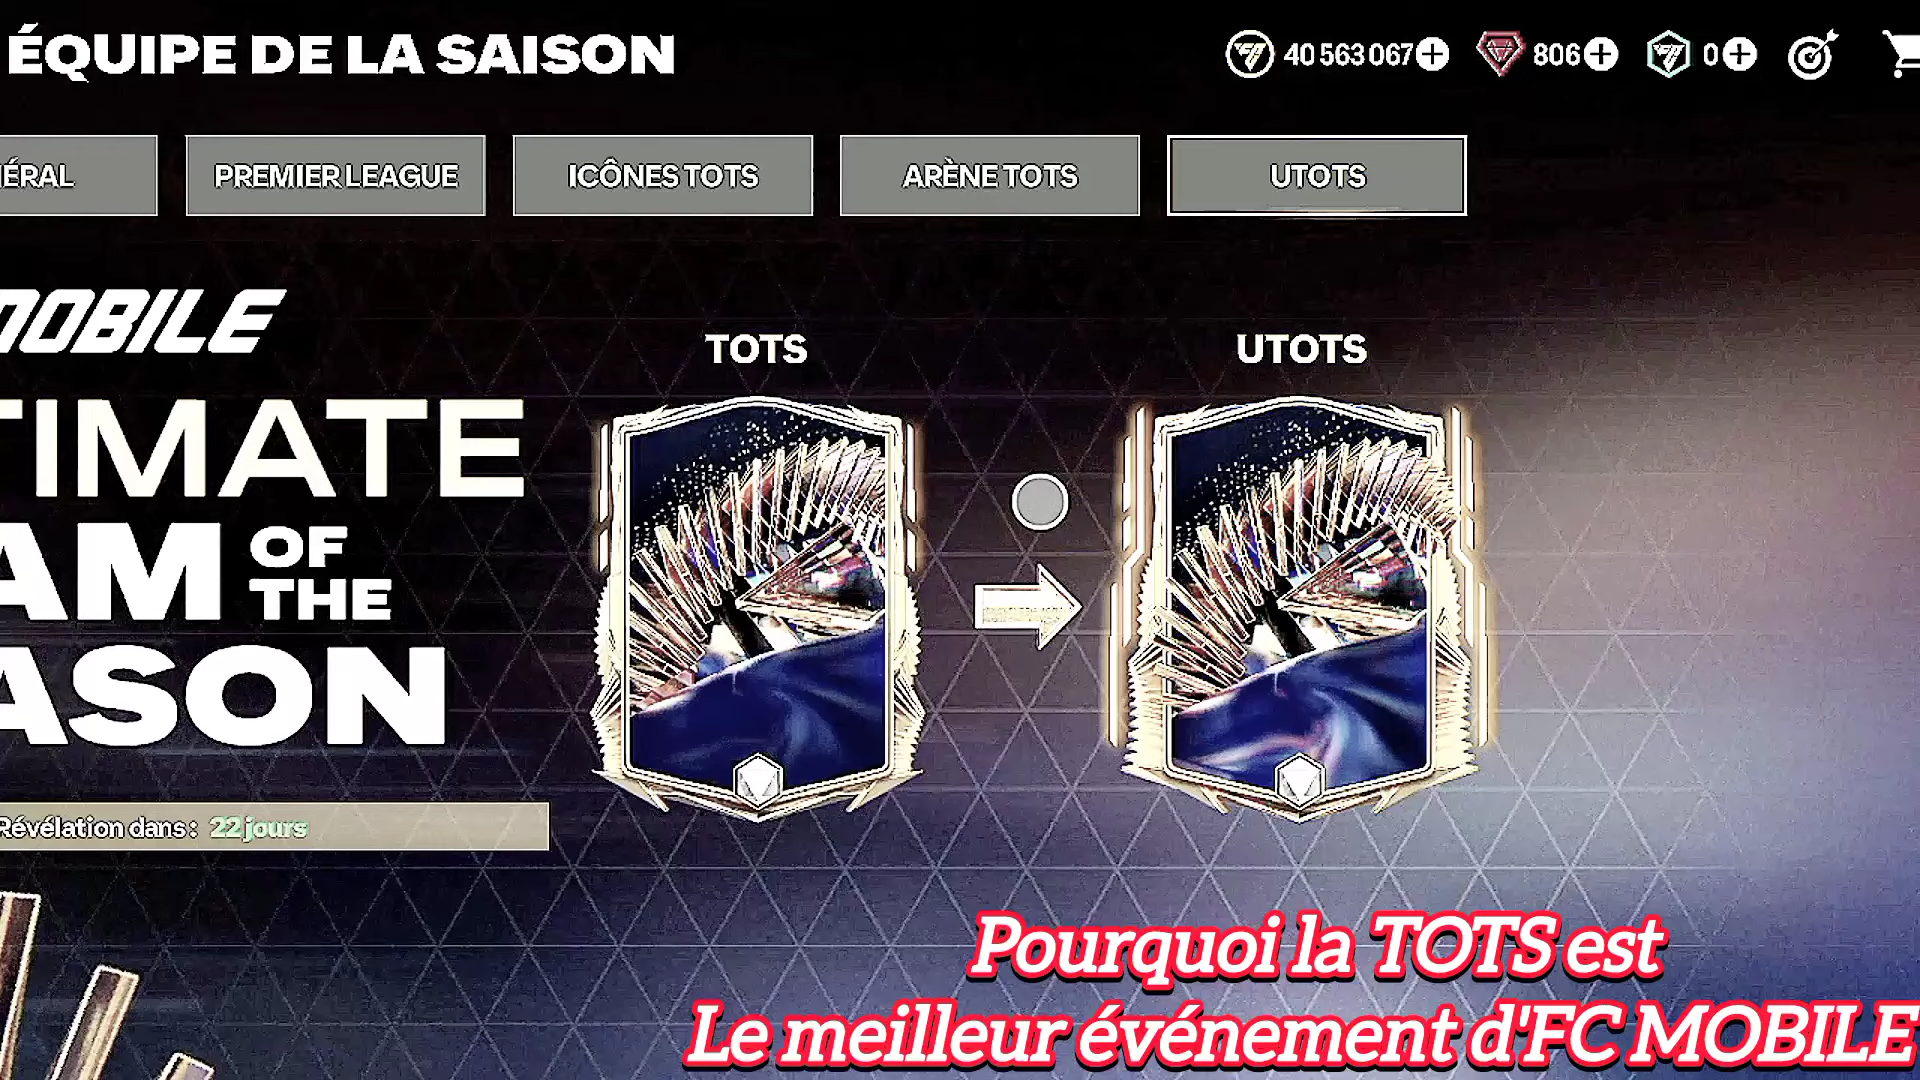 ÉQUIPE DE LA SAISON
40 563 067
806
0
ÉRAL
PREMIER LEAGUE
ICÔNES TOTS
ARÈNE TOTS
UTOTS
MOBILE
TIMATE
AM OF THE
ASON
TOTS
UTOTS
Révélation dans : 22 jours
Pourquoi la TOTS est
Le meilleur événement d'FC MOBILE